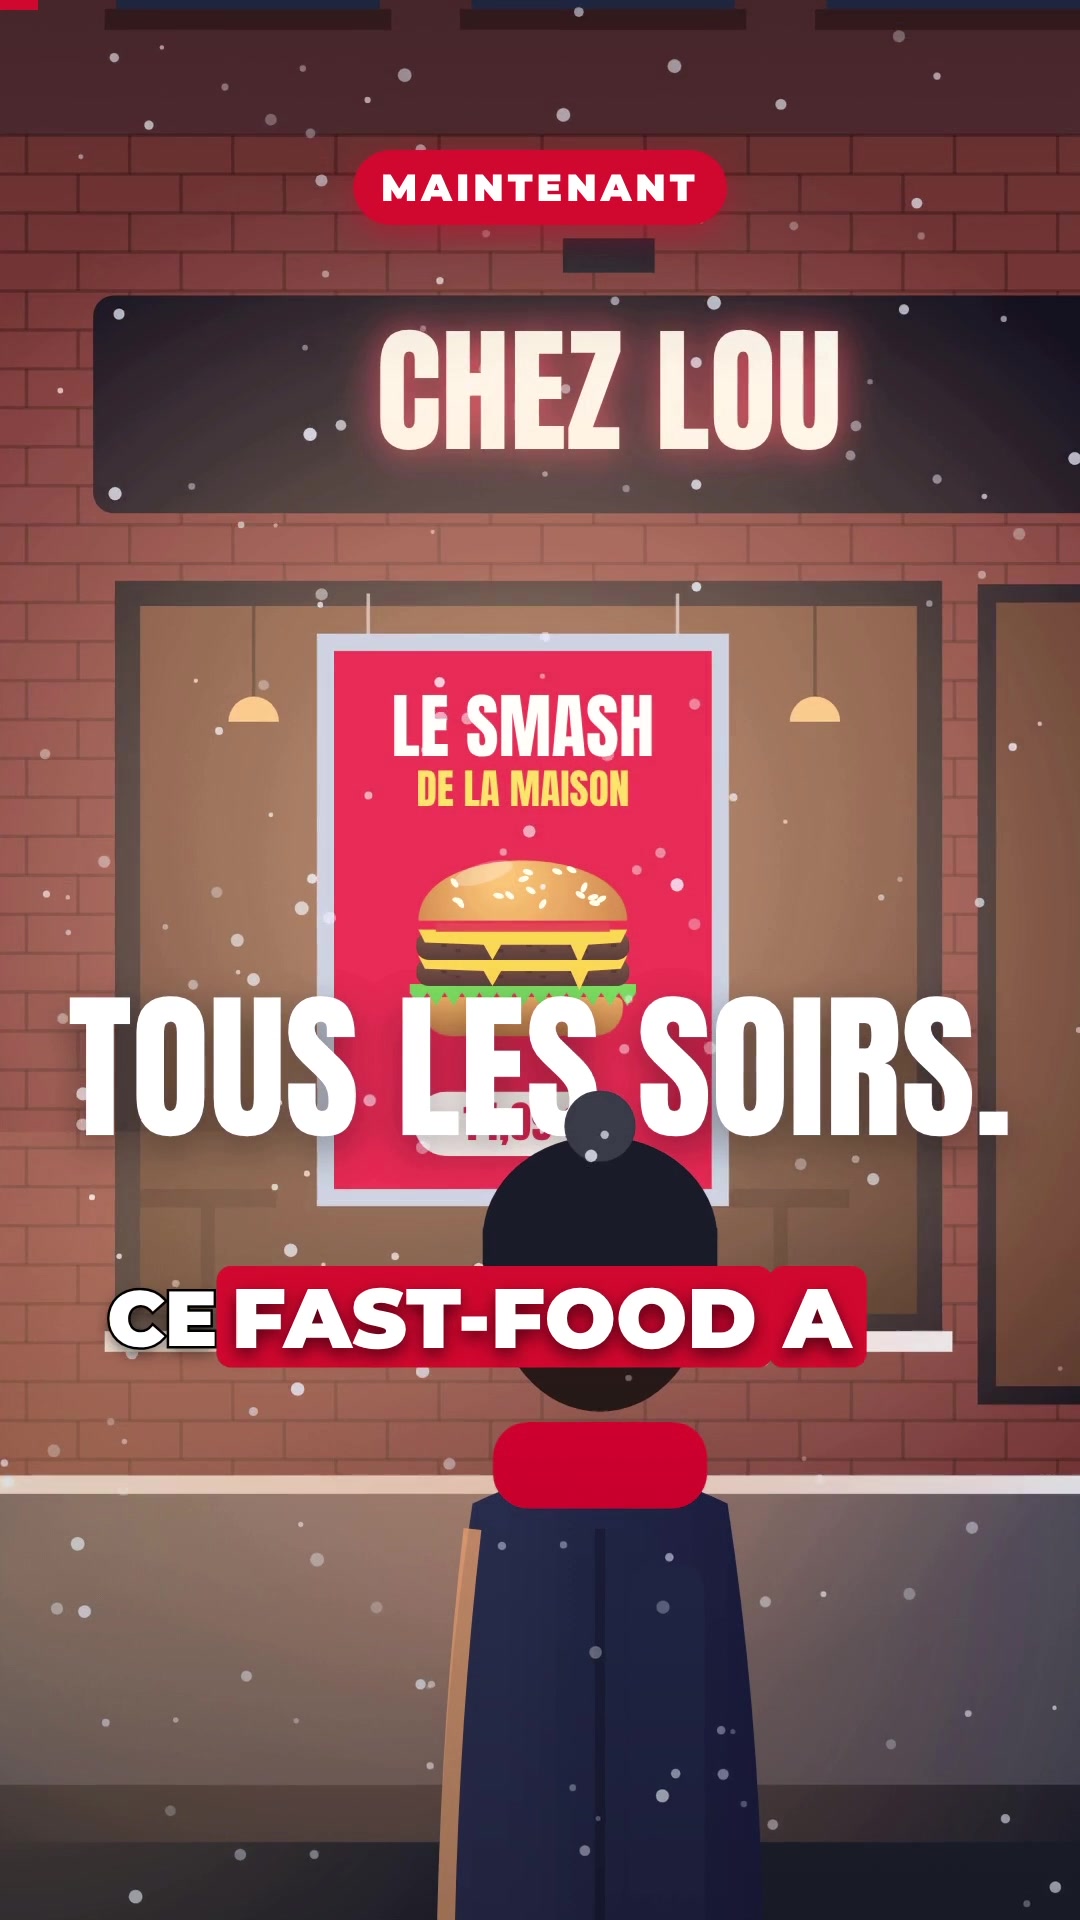 MAINTENANT
CHEZ LOU
LE SMASH
DE LA MAISON
TOUS LES SOIRS.
CE FAST-FOOD A